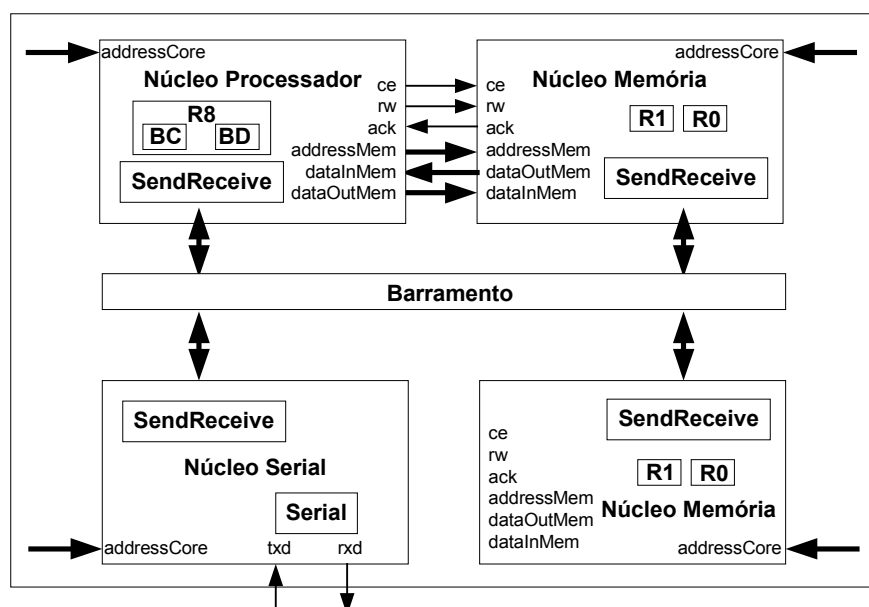 addressCore
Núcleo Processador
R8
BC BD
SendReceive
ce
rw
ack
addressMem
dataInMem
dataOutMem
addressCore
Núcleo Memória
ce
rw
ack
addressMem
dataOutMem
dataInMem
R1 R0
SendReceive
Barramento
SendReceive
Núcleo Serial
Serial
addressCore txd rxd
SendReceive
ce
rw
ack
addressMem
dataOutMem
dataInMem
R1 R0
Núcleo Memória
addressCore